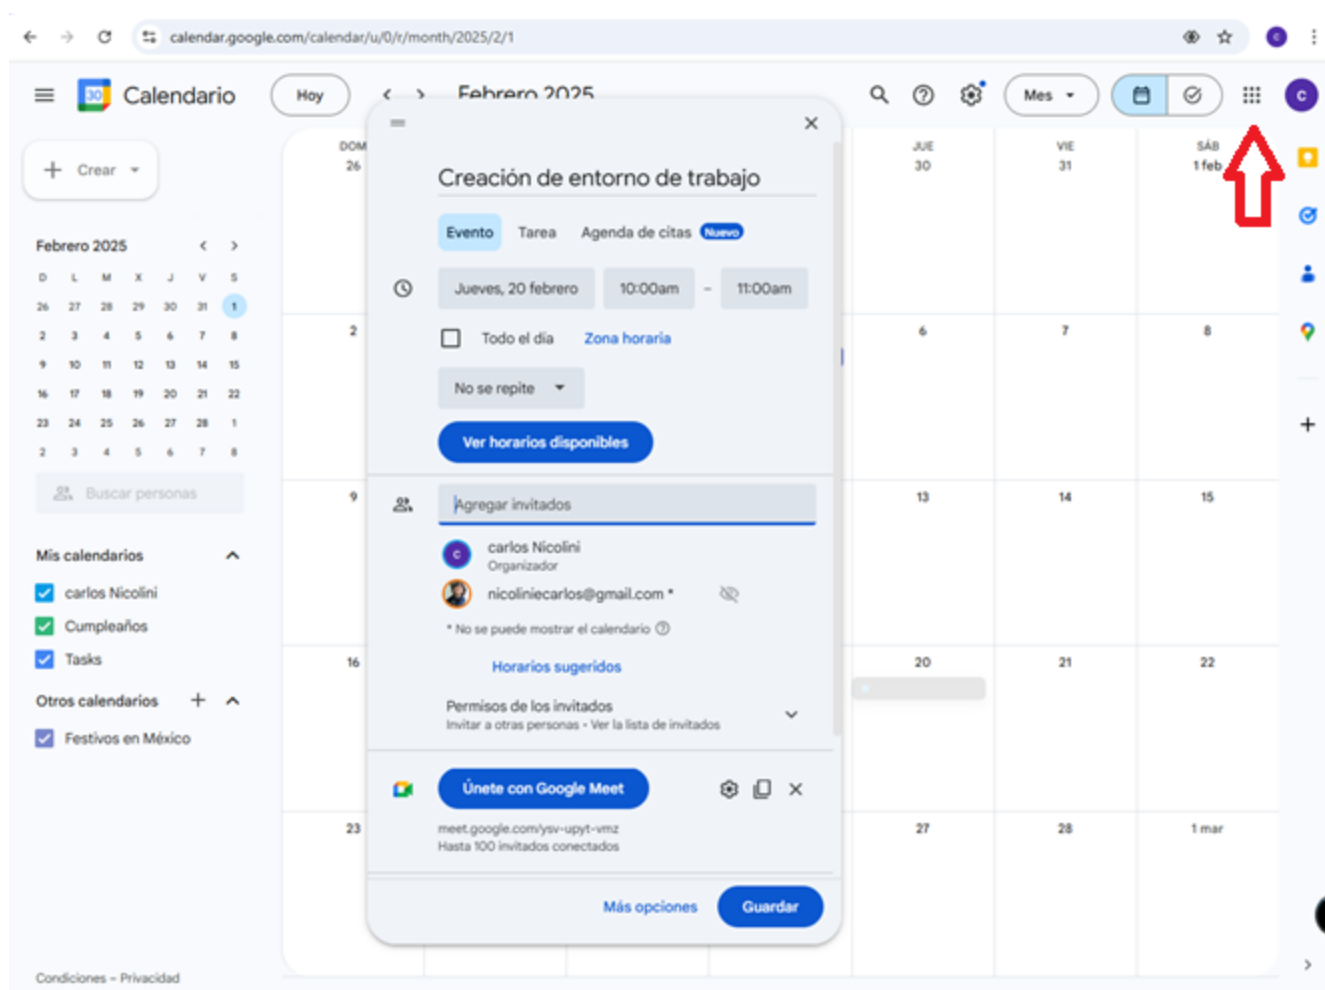 calendar.google.com/calendar/u/0/r/month/2025/2/1
C
30 Calendario
Hoy
Febrero 2025
Mes
C
Crear
Febrero 2025
D L M X J V S
26 27 28 29 30 31 1
2 3 4 5 6 7 8
9 10 11 12 13 14 15
16 17 18 19 20 21 22
23 24 25 26 27 28 1
2 3 4 5 6 7 8
Buscar personas
Mis calendarios
carlos Nicolini
Cumpleaños
Tasks
Otros calendarios
Festivos en México
Condiciones – Privacidad
DOM JUE VIE SÁB
26 30 31 1 feb
2 6 7 8
9 13 14 15
16 20 21 22
23 27 28 1 mar
Creación de entorno de trabajo
Evento Tarea Agenda de citas Nuevo
Jueves, 20 febrero 10:00am – 11:00am
Todo el día Zona horaria
No se repite
Ver horarios disponibles
Agregar invitados
C carlos Nicolini
Organizador
nicoliniecarlos@gmail.com *
* No se puede mostrar el calendario
Horarios sugeridos
Permisos de los invitados
Invitar a otras personas • Ver la lista de invitados
Únete con Google Meet
meet.google.com/ysv-upyt-vmz
Hasta 100 invitados conectados
Más opciones Guardar